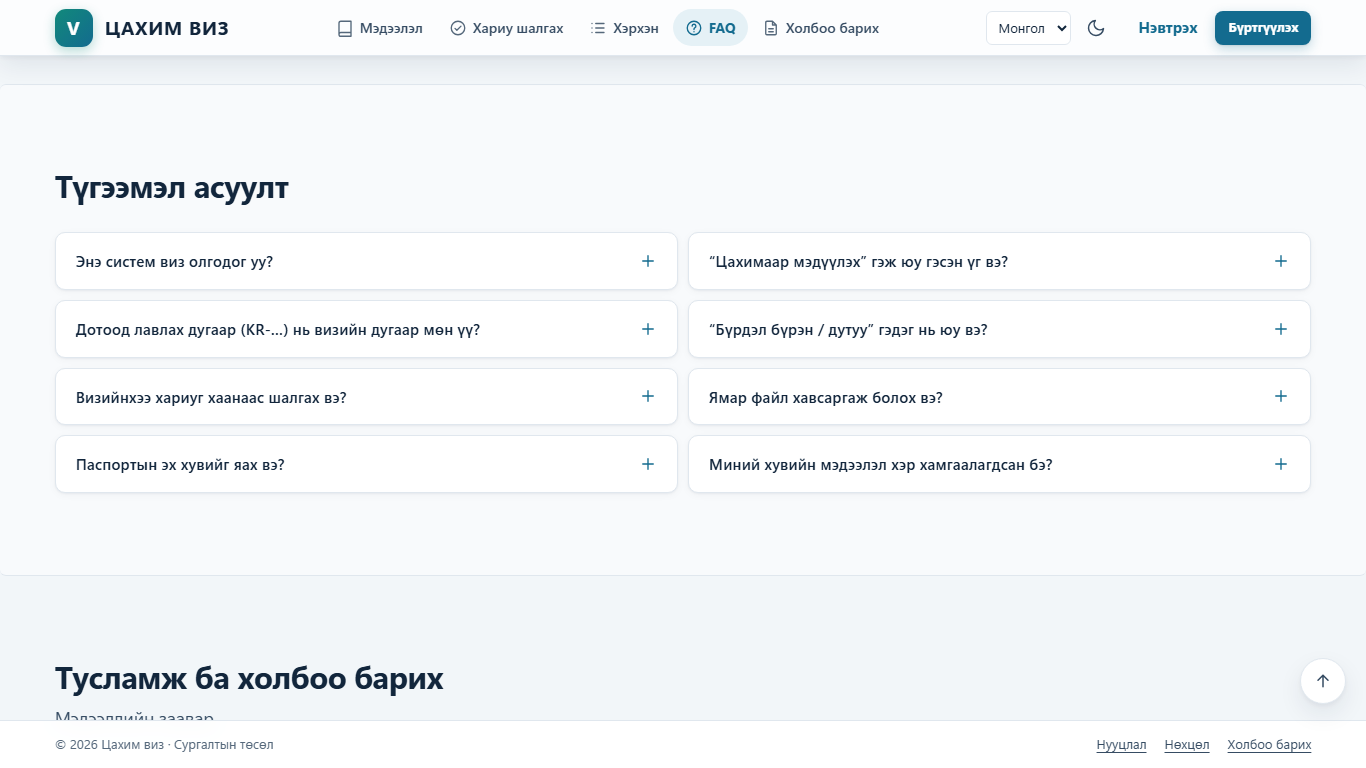 V ЦАХИМ ВИЗ
Мэдээлэл
Хариу шалгах
Хэрхэн
FAQ
Холбоо барих
Монгол
Нэвтрэх
Бүртгүүлэх
Түгээмэл асуулт
Энэ систем виз олгодог уу?
“Цахимаар мэдүүлэх” гэж юу гэсэн үг вэ?
Дотоод лавлах дугаар (KR-...) нь визийн дугаар мөн үү?
“Бүрдэл бүрэн / дутуу” гэдэг нь юу вэ?
Визийнхээ хариуг хаанаас шалгах вэ?
Ямар файл хавсаргаж болох вэ?
Паспортын эх хувийг яах вэ?
Миний хувийн мэдээлэл хэр хамгаалагдсан бэ?
Тусламж ба холбоо барих
Мэдээллийн заавар
© 2026 Цахим виз · Сургалтын төсөл
Нууцлал
Нөхцөл
Холбоо барих